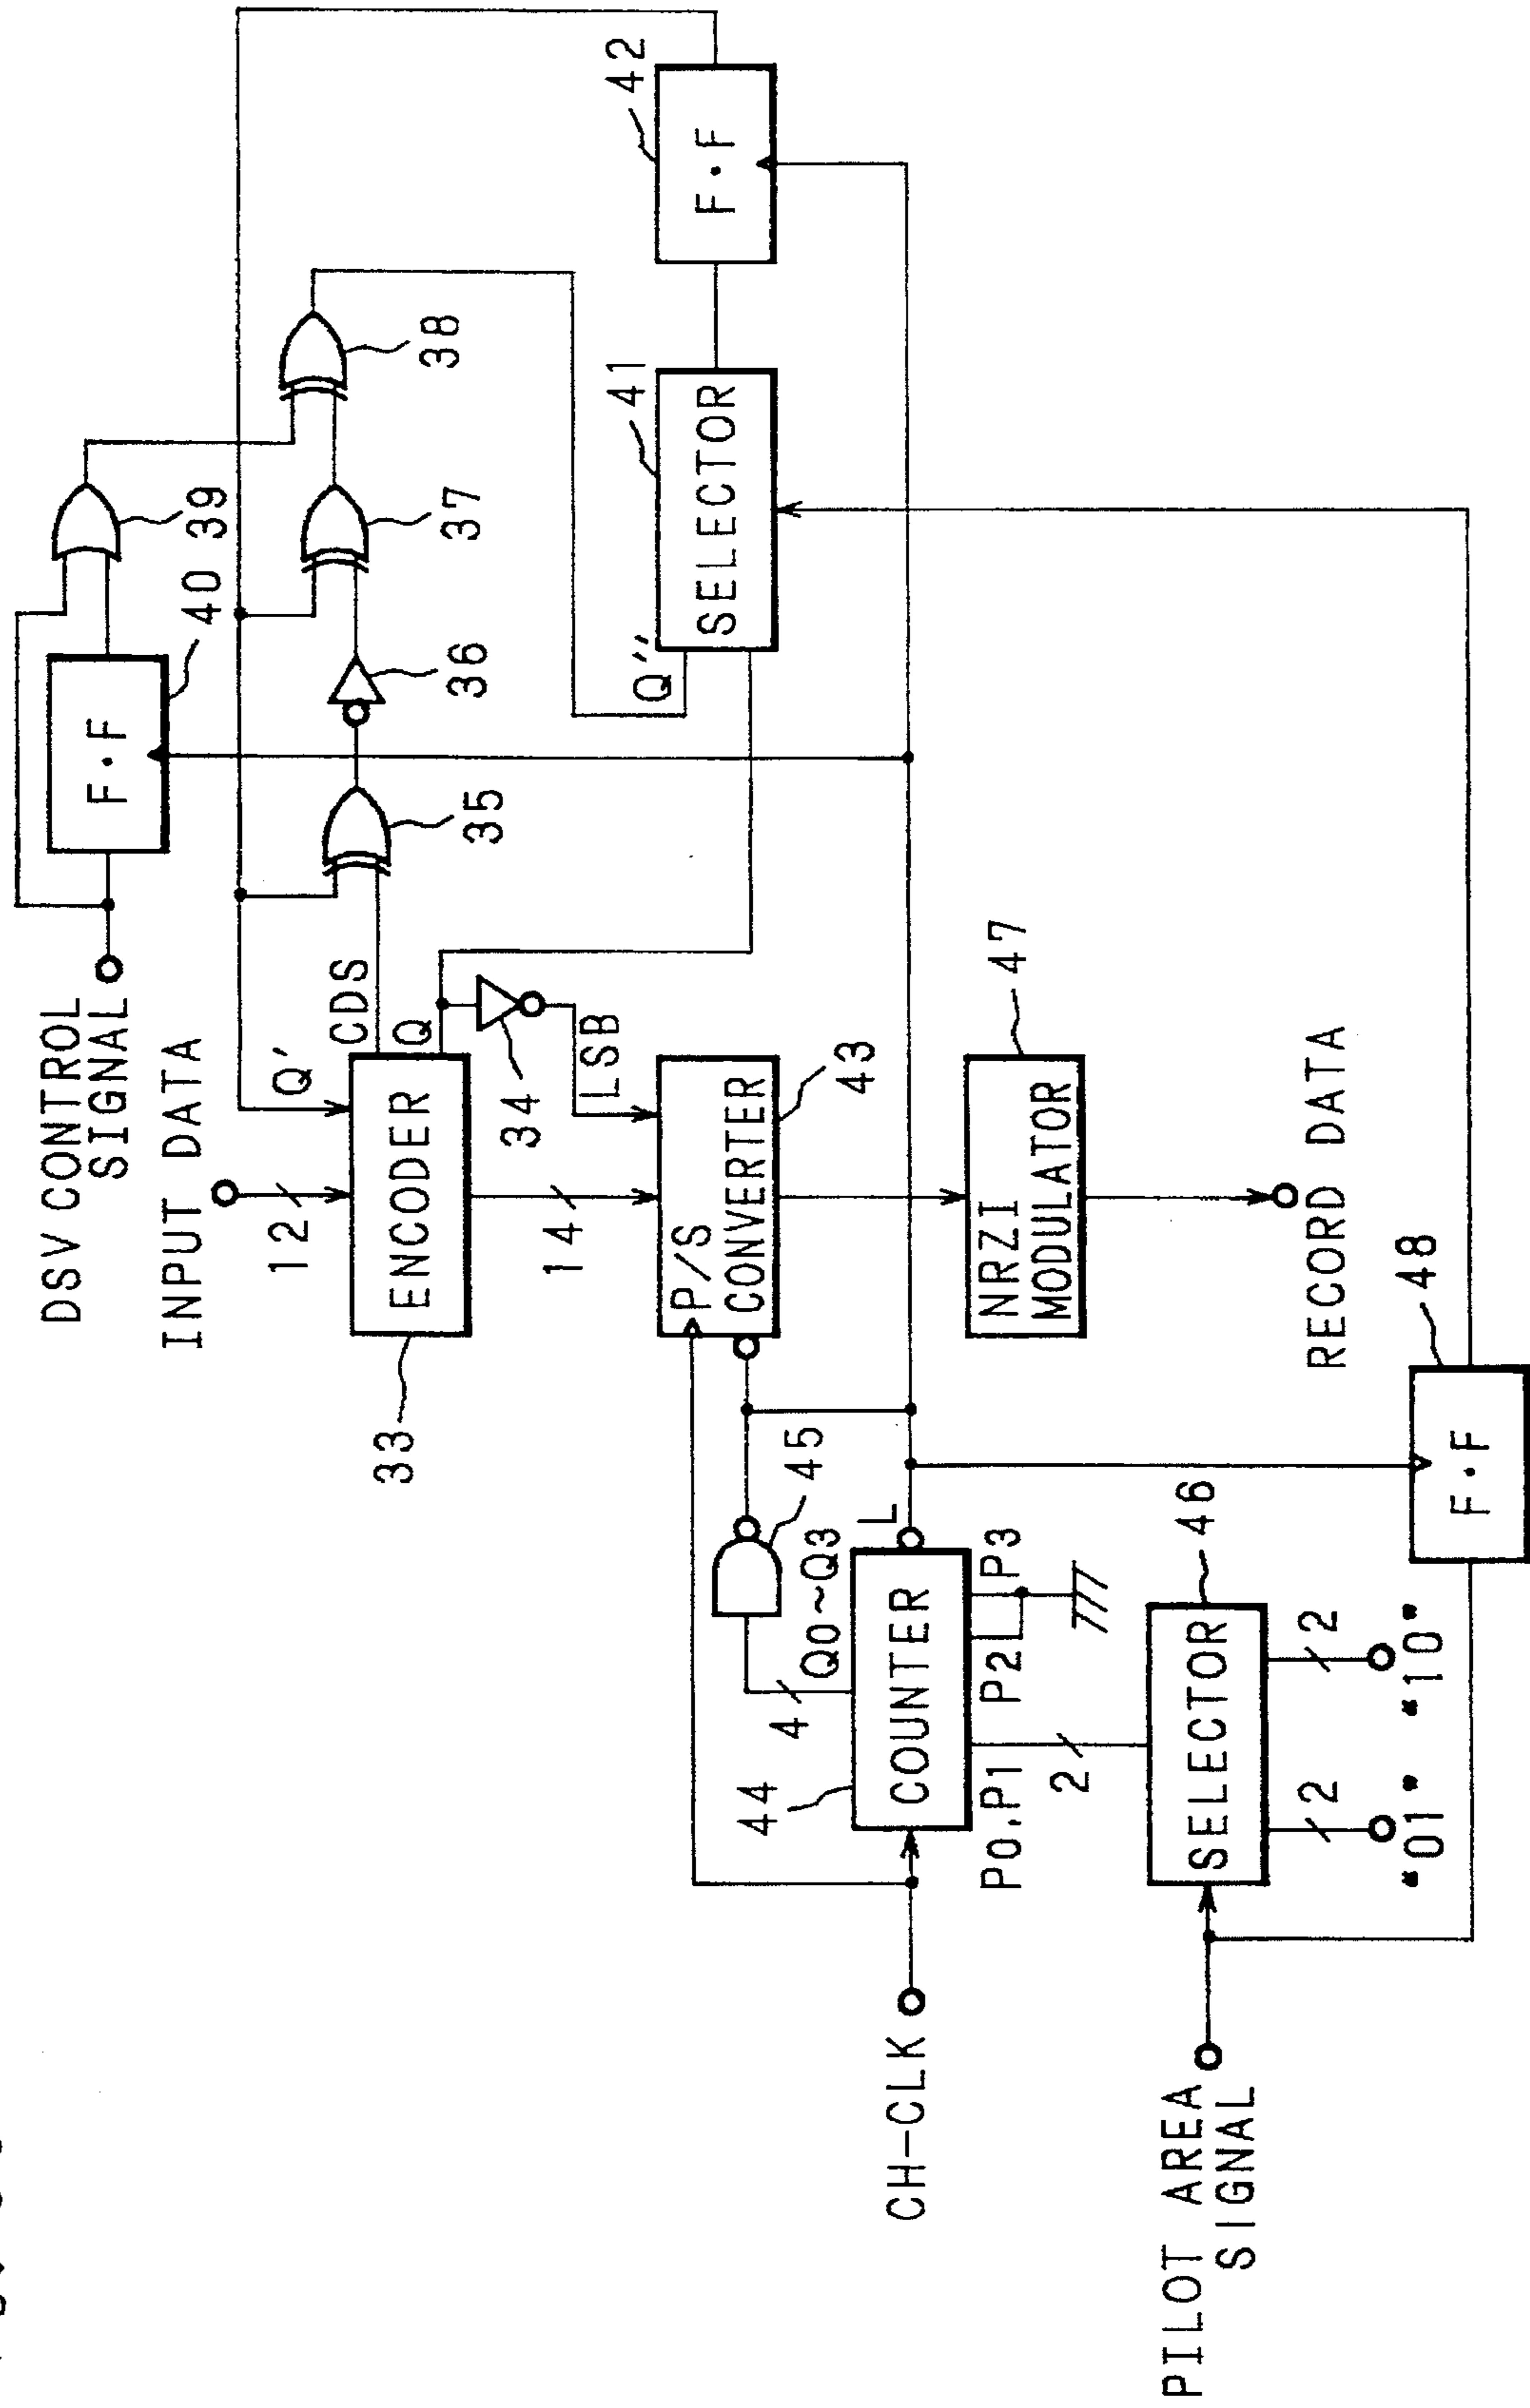 DSV CONTROL
SIGNAL
INPUT DATA
12
Q'
F·F
40
39
38
37
36
35
CDS
Q
ENCODER
33
34
LSB
14
P/S
CONVERTER
43
Q''
SELECTOR
41
F·F
42
NRZI
MODULATOR
47
RECORD DATA
45
4
Q0~Q3
L
COUNTER
44
P0,P1
P2
P3
2
CH-CLK
SELECTOR
46
2
"01"
2
"10"
F·F
48
PILOT AREA
SIGNAL